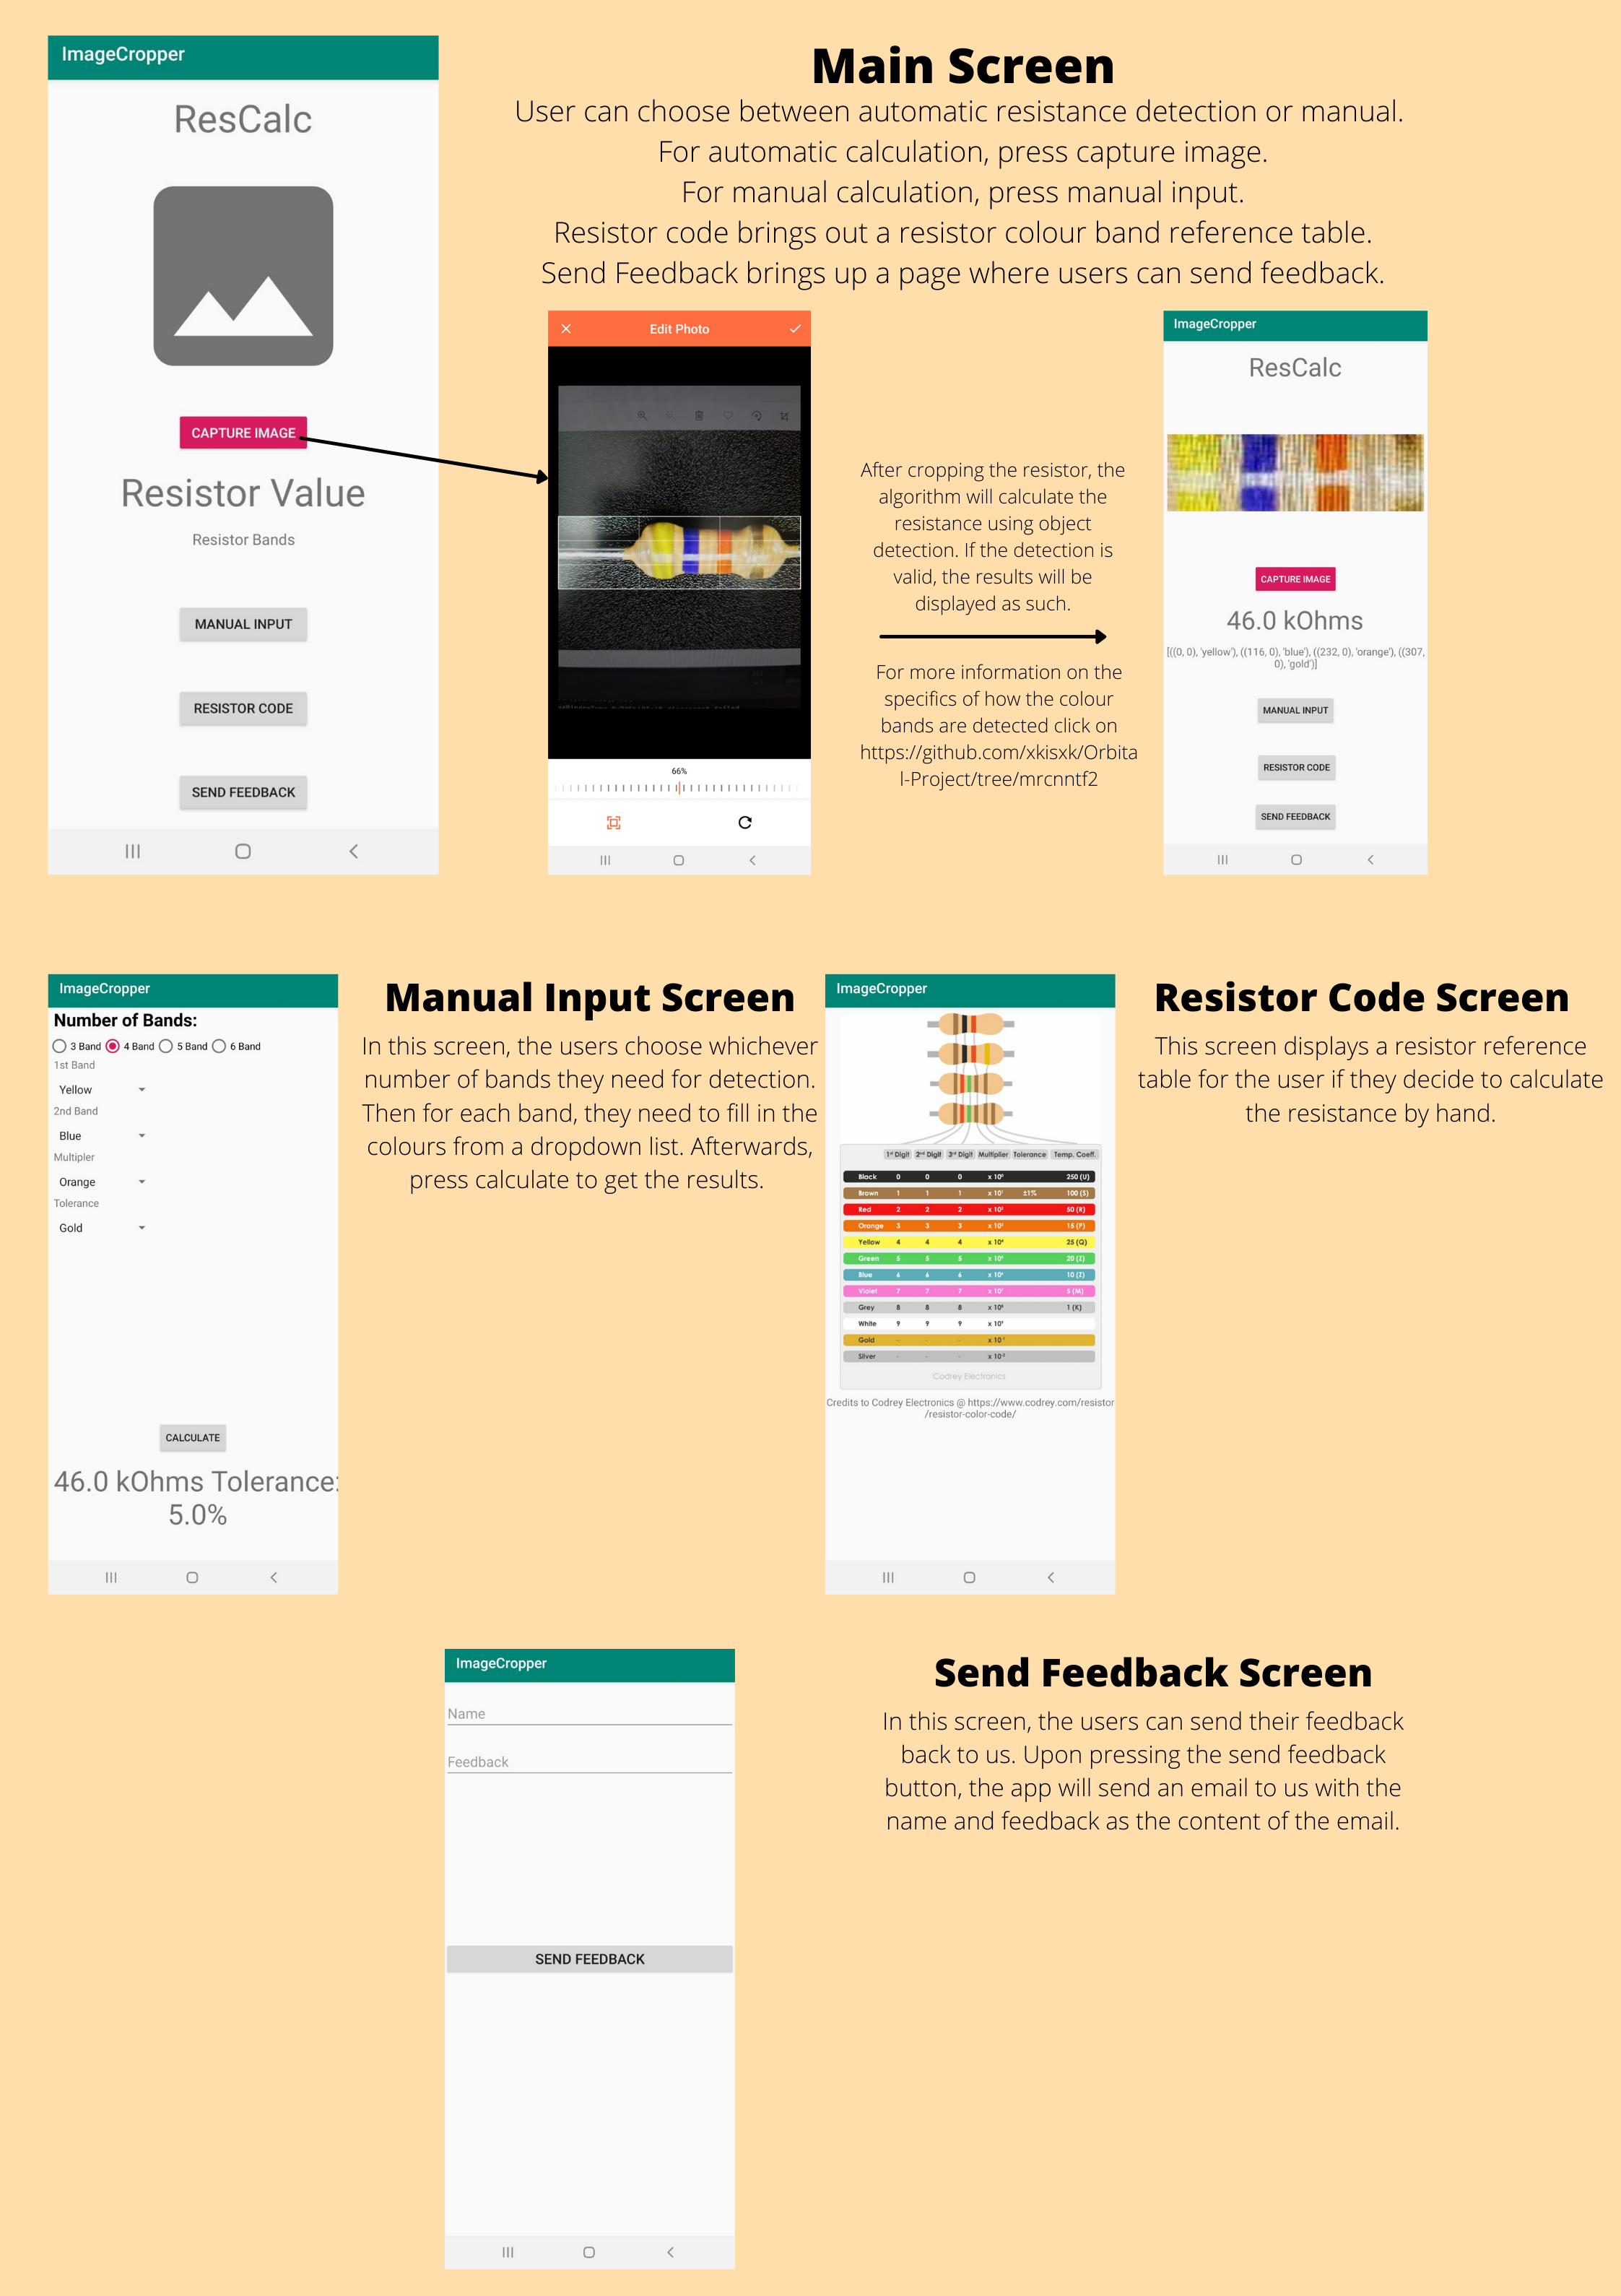 ImageCropper
ResCalc
CAPTURE IMAGE
Resistor Value
Resistor Bands
MANUAL INPUT
RESISTOR CODE
SEND FEEDBACK
Main Screen
User can choose between automatic resistance detection or manual.
For automatic calculation, press capture image.
For manual calculation, press manual input.
Resistor code brings out a resistor colour band reference table.
Send Feedback brings up a page where users can send feedback.
Edit Photo
66%
After cropping the resistor, the
algorithm will calculate the
resistance using object
detection. If the detection is
valid, the results will be
displayed as such.
For more information on the
specifics of how the colour
bands are detected click on
https://github.com/xkisxk/Orbita
l-Project/tree/mrcnntf2
ImageCropper
ResCalc
CAPTURE IMAGE
46.0 kOhms
[((0, 0), 'yellow'), ((116, 0), 'blue'), ((232, 0), 'orange'), ((307,
0), 'gold')]
MANUAL INPUT
RESISTOR CODE
SEND FEEDBACK
ImageCropper
Number of Bands:
3 Band 4 Band 5 Band 6 Band
1st Band
Yellow
2nd Band
Blue
Multipler
Orange
Tolerance
Gold
CALCULATE
46.0 kOhms Tolerance:
5.0%
Manual Input Screen
In this screen, the users choose whichever
number of bands they need for detection.
Then for each band, they need to fill in the
colours from a dropdown list. Afterwards,
press calculate to get the results.
ImageCropper
1st Digit 2nd Digit 3rd Digit Multiplier Tolerance Temp. Coeff.
Black 0 0 0 x 10⁰ 250 (U)
Brown 1 1 1 x 10¹ ±1% 100 (S)
Red 2 2 2 x 10² 50 (R)
Orange 3 3 3 x 10³ 15 (P)
Yellow 4 4 4 x 10⁴ 25 (Q)
Green 5 5 5 x 10⁵ 20 (Z)
Blue 6 6 6 x 10⁶ 10 (Z)
Violet 7 7 7 x 10⁷ 5 (M)
Grey 8 8 8 x 10⁸ 1 (K)
White 9 9 9 x 10⁹
Gold - - - x 10⁻¹
Silver - - - x 10⁻²
Codrey Electronics
Credits to Codrey Electronics @ https://www.codrey.com/resistor
/resistor-color-code/
Resistor Code Screen
This screen displays a resistor reference
table for the user if they decide to calculate
the resistance by hand.
ImageCropper
Name
Feedback
SEND FEEDBACK
Send Feedback Screen
In this screen, the users can send their feedback
back to us. Upon pressing the send feedback
button, the app will send an email to us with the
name and feedback as the content of the email.